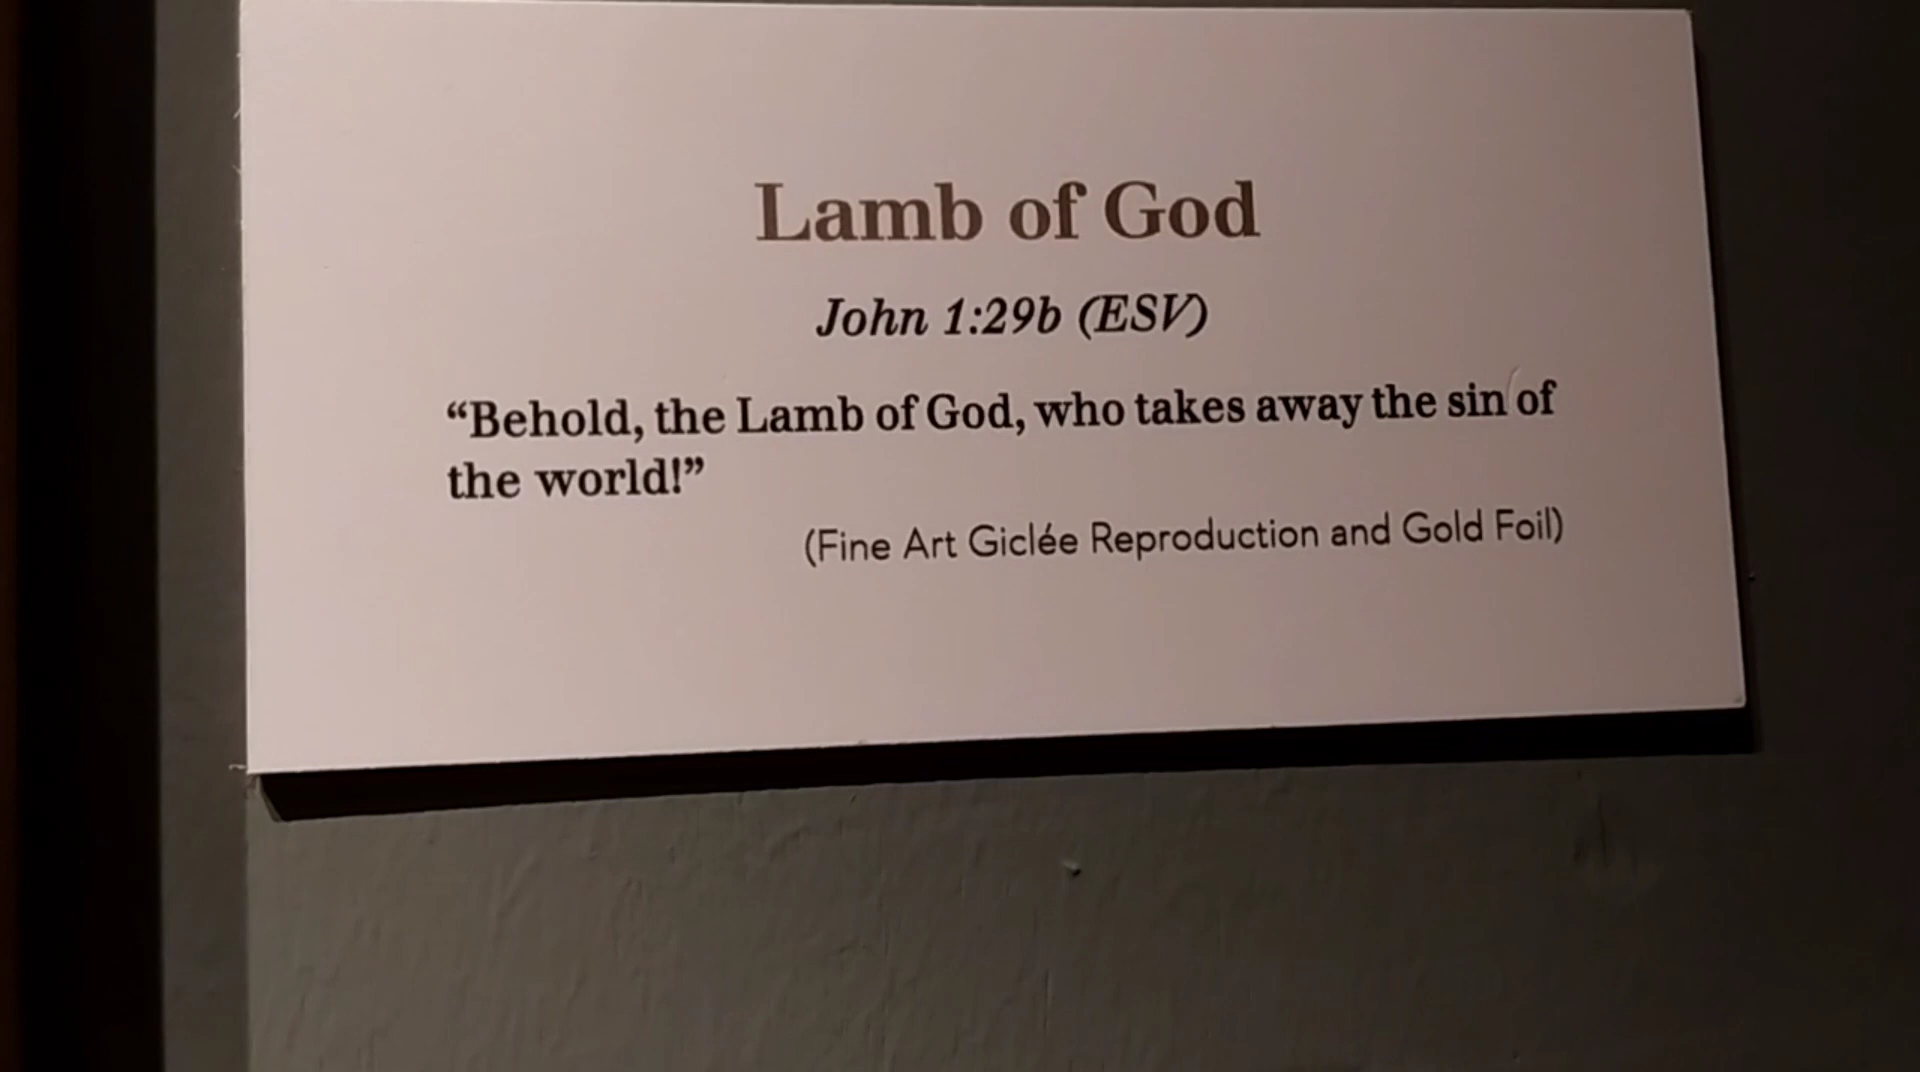 Lamb of God
John 1:29b (ESV)
“Behold, the Lamb of God, who takes away the sin of
the world!”
(Fine Art Giclée Reproduction and Gold Foil)